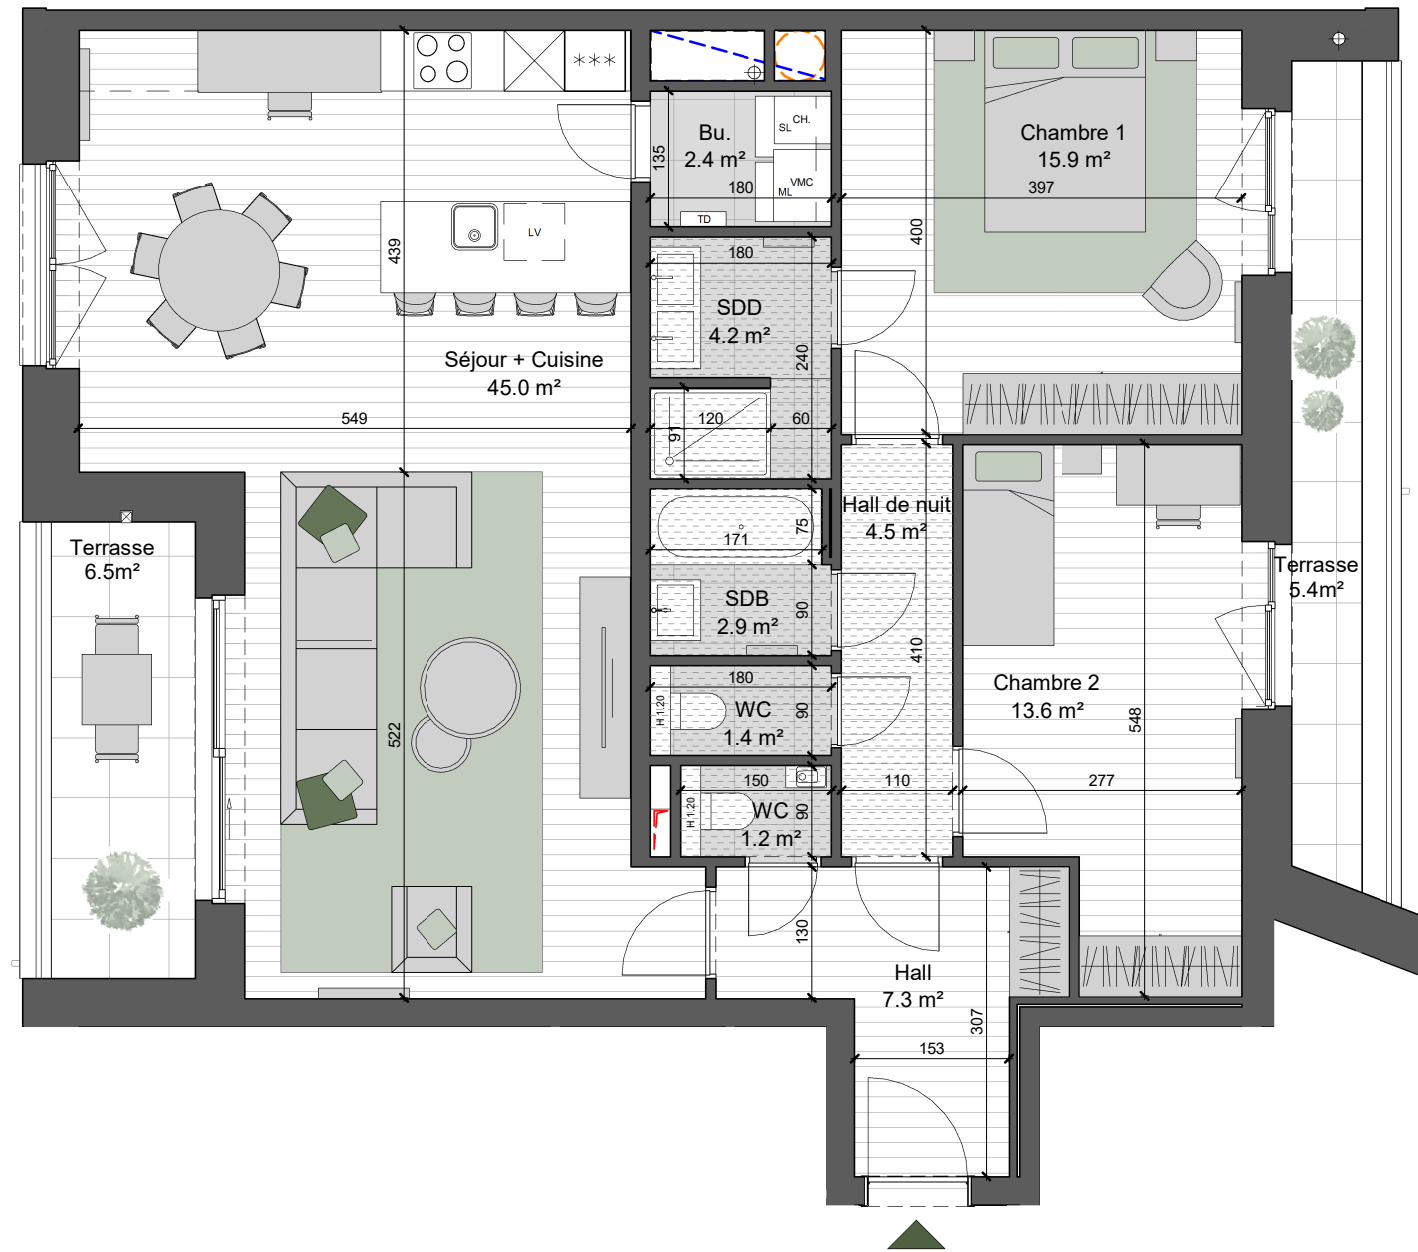 ***
Bu.
2.4 m²
SL
CH.
ML
VMC
TD
135
180
Chambre 1
15.9 m²
397
400
439
LV
180
SDD
4.2 m²
240
Séjour + Cuisine
45.0 m²
549
120
60
91
Hall de nuit
4.5 m²
75
171
Terrasse
6.5m²
Terrasse
5.4m²
SDB
2.9 m²
90
410
180
WC
1.4 m²
90
H 1.20
Chambre 2
13.6 m²
548
522
150
WC
1.2 m²
90
H 1.20
110
277
130
Hall
7.3 m²
307
153